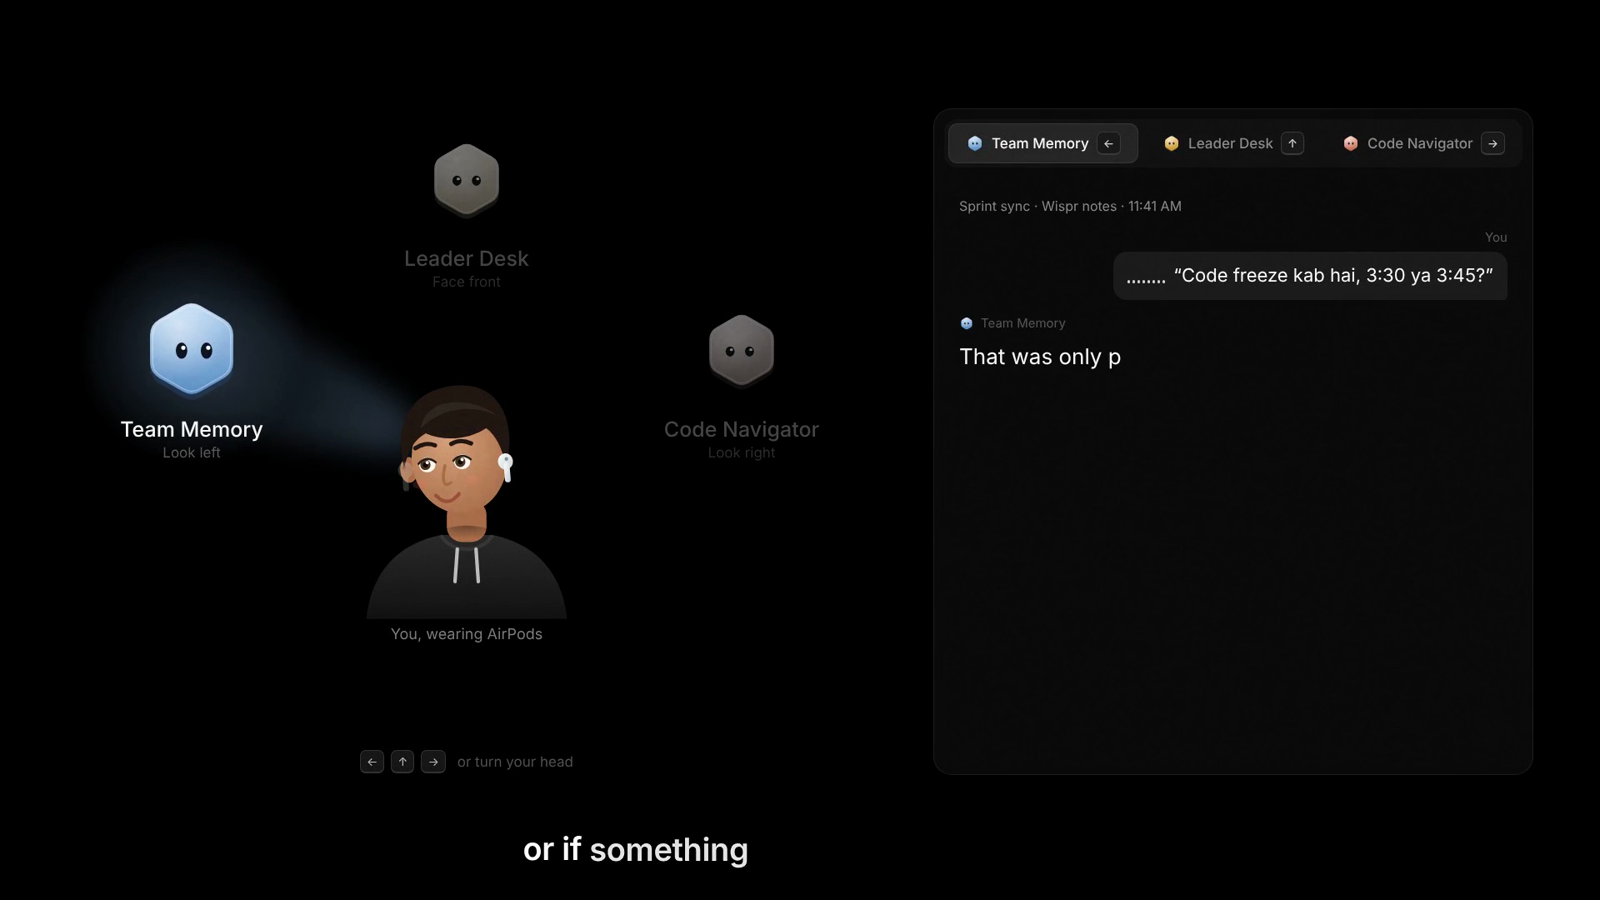 Leader Desk
Face front
Team Memory
Look left
Code Navigator
Look right
You, wearing AirPods
← ↑ → or turn your head
Team Memory ← Leader Desk ↑ Code Navigator →
Sprint sync · Wispr notes · 11:41 AM
You
........ “Code freeze kab hai, 3:30 ya 3:45?”
Team Memory
That was only p
or if something